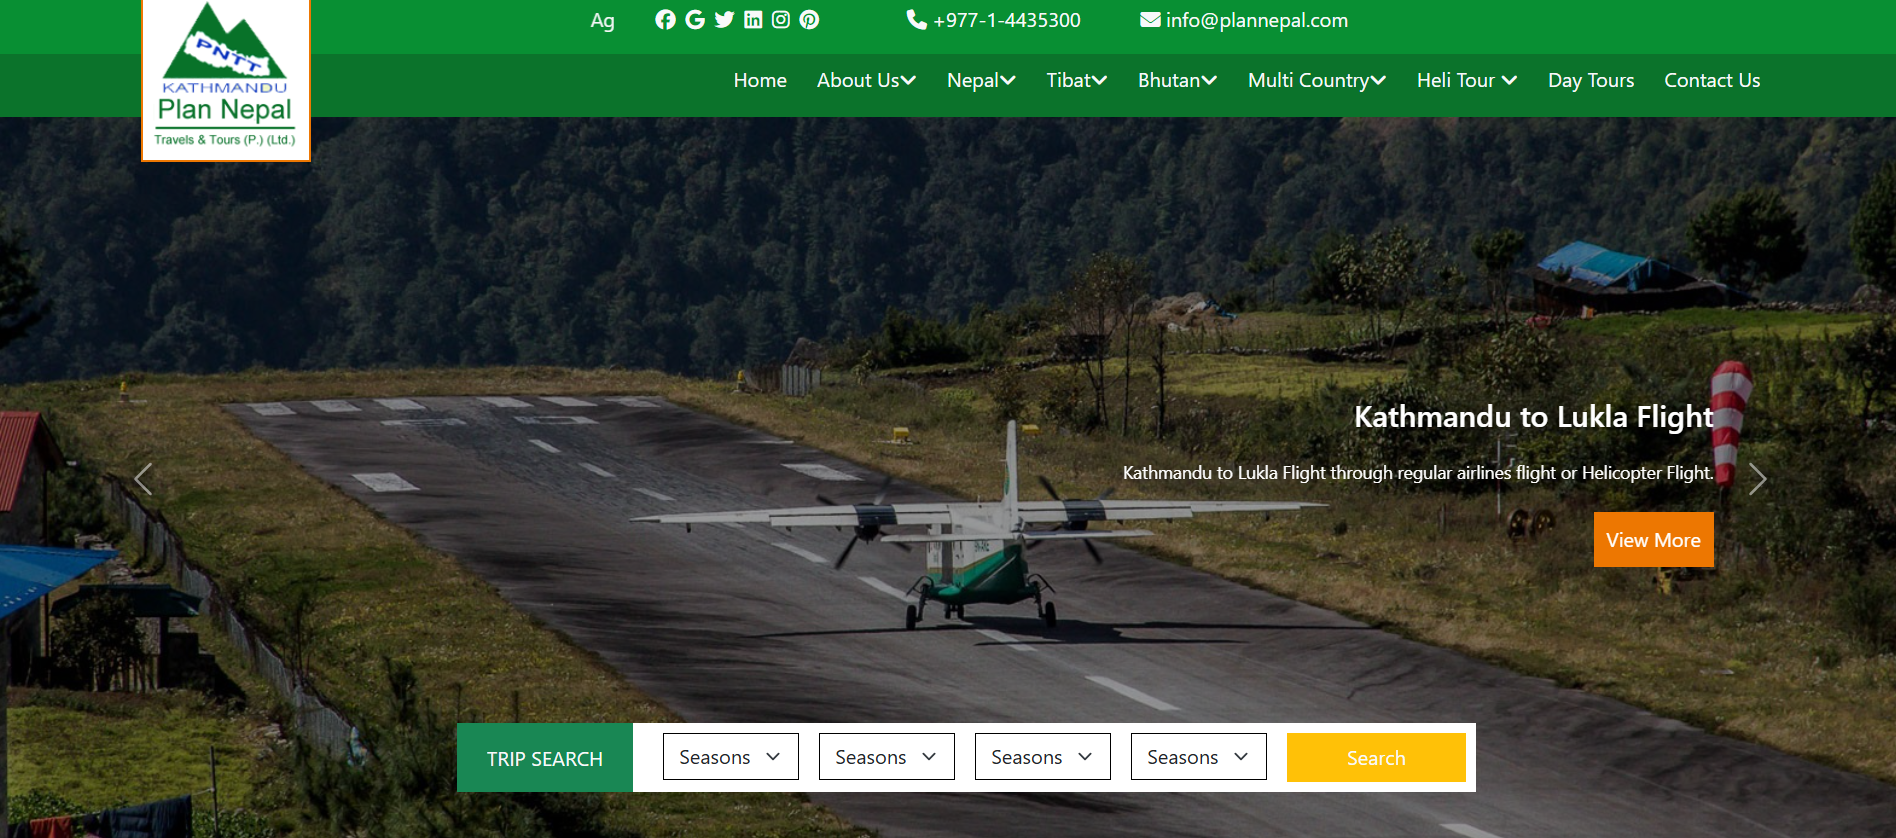 Ag
+977-1-4435300
info@plannepal.com
PNTT
KATHMANDU
Plan Nepal
Travels & Tours (P.) (Ltd.)
Home
About Us
Nepal
Tibat
Bhutan
Multi Country
Heli Tour
Day Tours
Contact Us
Kathmandu to Lukla Flight
Kathmandu to Lukla Flight through regular airlines flight or Helicopter Flight.
View More
TRIP SEARCH
Seasons
Seasons
Seasons
Seasons
Search